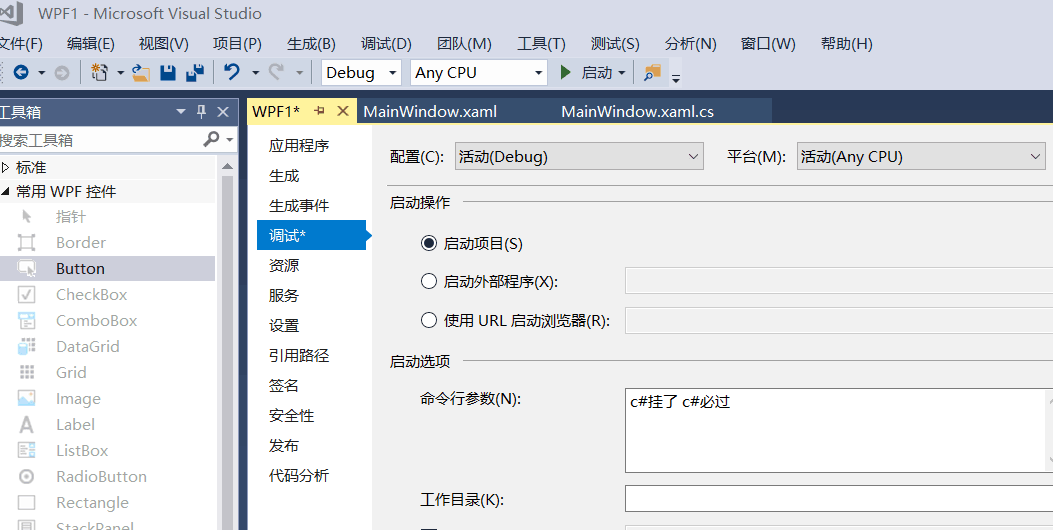 WPF1 - Microsoft Visual Studio
文件(F) 编辑(E) 视图(V) 项目(P) 生成(B) 调试(D) 团队(M) 工具(T) 测试(S) 分析(N) 窗口(W) 帮助(H)
Debug Any CPU 启动
工具箱
WPF1* MainWindow.xaml MainWindow.xaml.cs
搜索工具箱
标准
常用 WPF 控件
指针
Border
Button
CheckBox
ComboBox
DataGrid
Grid
Image
Label
ListBox
RadioButton
Rectangle
StackPanel
应用程序
生成
生成事件
调试*
资源
服务
设置
引用路径
签名
安全性
发布
代码分析
配置(C): 活动(Debug) 平台(M): 活动(Any CPU)
启动操作
启动项目(S)
启动外部程序(X):
使用 URL 启动浏览器(R):
启动选项
命令行参数(N): c#挂了 c#必过
工作目录(K):